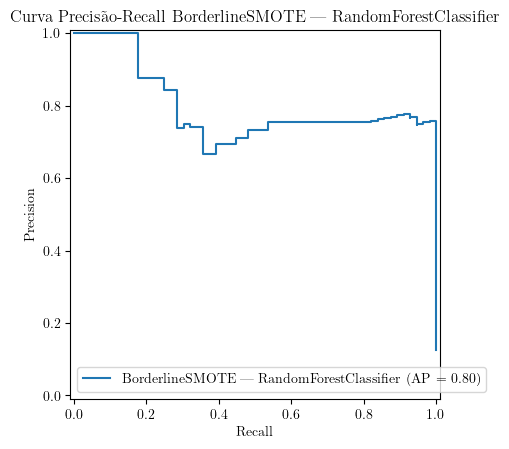 Curva Precisão-Recall BorderlineSMOTE — RandomForestClassifier
1.0
0.8
0.6
0.4
0.2
0.0
Precision
BorderlineSMOTE — RandomForestClassifier (AP = 0.80)
0.0 0.2 0.4 0.6 0.8 1.0
Recall